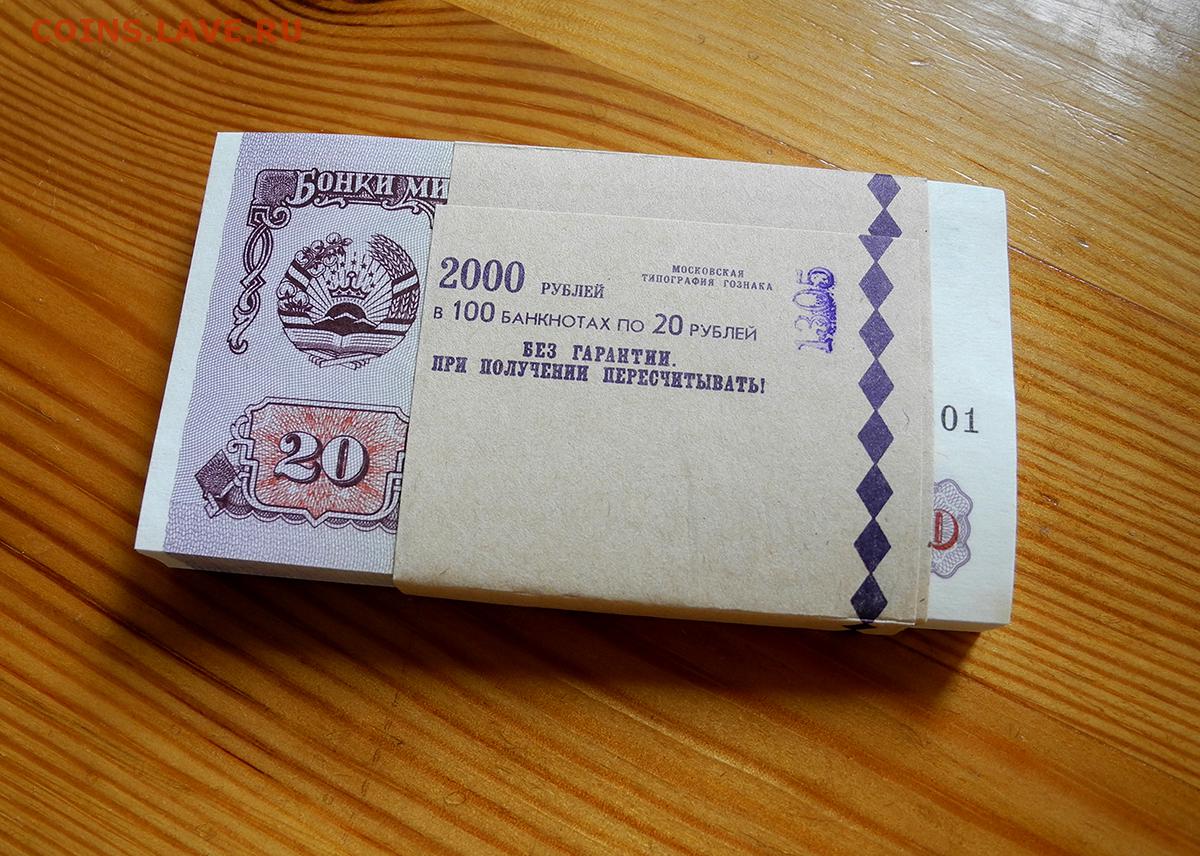 COINS.LAVE.RU
БОНКИ МИ
20
2000 РУБЛЕЙ
МОСКОВСКАЯ
ТИПОГРАФИЯ ГОЗНАКА
1305
В 100 БАНКНОТАХ ПО 20 РУБЛЕЙ
БЕЗ ГАРАНТИИ.
ПРИ ПОЛУЧЕНИИ ПЕРЕСЧИТЫВАТЬ!
01